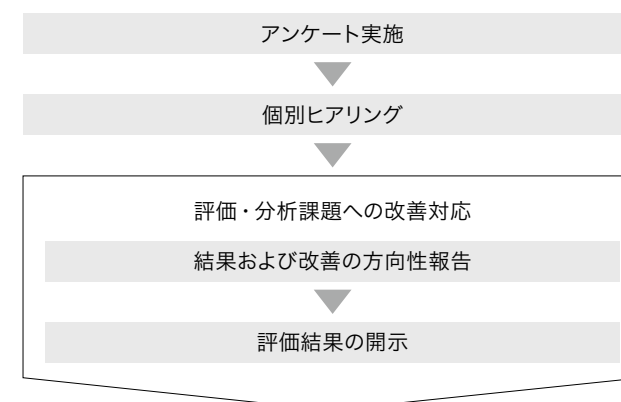 アンケート実施
個別ヒアリング
評価・分析課題への改善対応
結果および改善の方向性報告
評価結果の開示